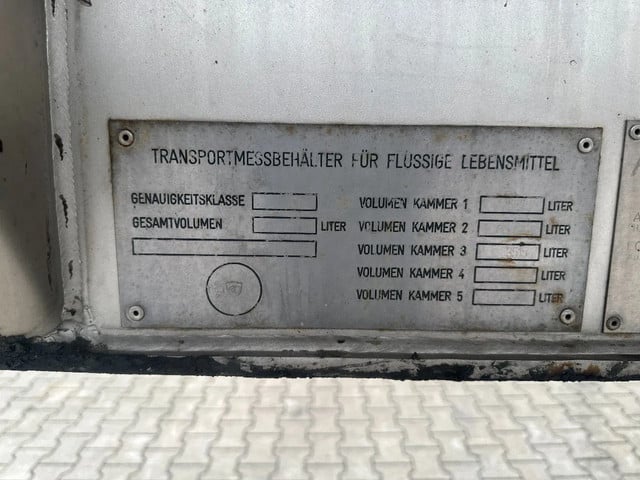 TRANSPORTMESSBEHÄLTER FÜR FLÜSSIGE LEBENSMITTEL
GENAUIGKEITSKLASSE
GESAMTVOLUMEN LITER
VOLUMEN KAMMER 1 LITER
VOLUMEN KAMMER 2 LITER
VOLUMEN KAMMER 3 LITER
VOLUMEN KAMMER 4 LITER
VOLUMEN KAMMER 5 LITER